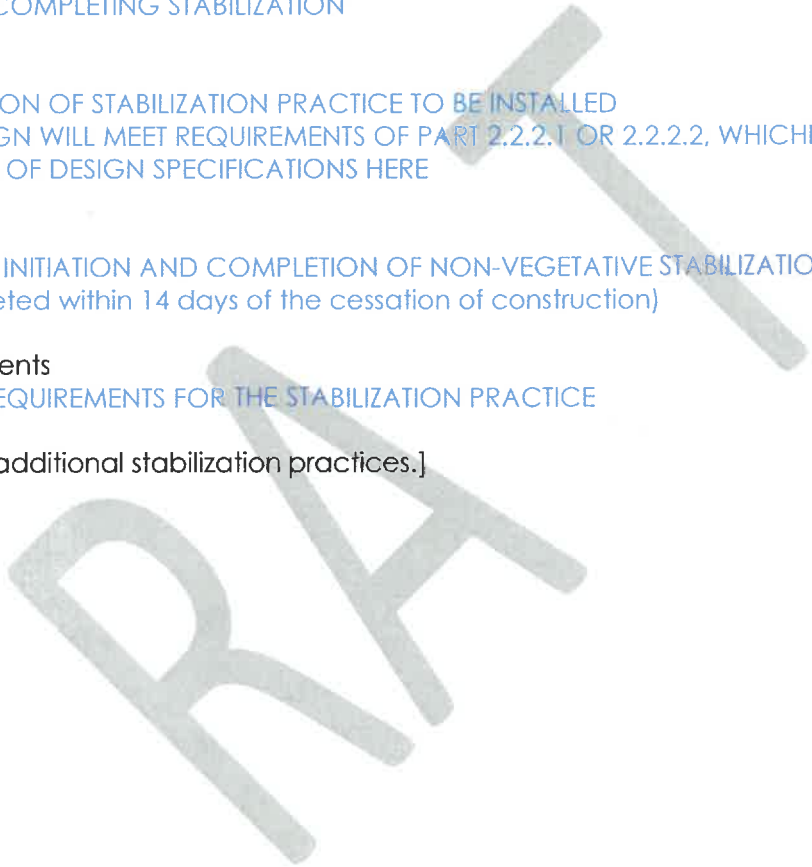 COMPLETING STABILIZATION
ON OF STABILIZATION PRACTICE TO BE INSTALLED
GN WILL MEET REQUIREMENTS OF PART 2.2.2.1 OR 2.2.2.2, WHICH
OF DESIGN SPECIFICATIONS HERE
INITIATION AND COMPLETION OF NON-VEGETATIVE STABILIZATIO
eted within 14 days of the cessation of construction)
ents
EQUIREMENTS FOR THE STABILIZATION PRACTICE
additional stabilization practices.]
RAT